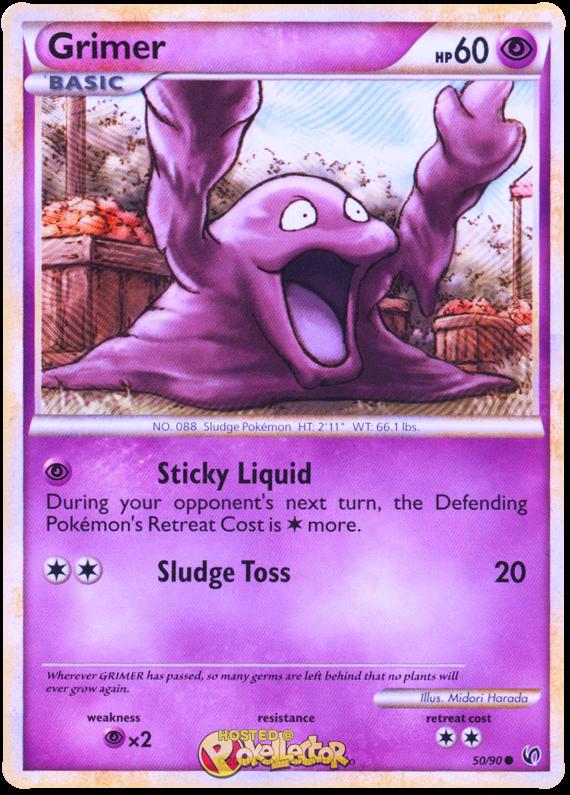 Grimer
HP 60
BASIC
NO. 088 Sludge Pokémon HT: 2'11" WT: 66.1 lbs.
Sticky Liquid
During your opponent's next turn, the Defending
Pokémon's Retreat Cost is more.
Sludge Toss 20
Wherever GRIMER has passed, so many germs are left behind that no plants will
ever grow again.
Illus. Midori Harada
weakness resistance retreat cost
×2
HOSTED @
Pokellector
50/90